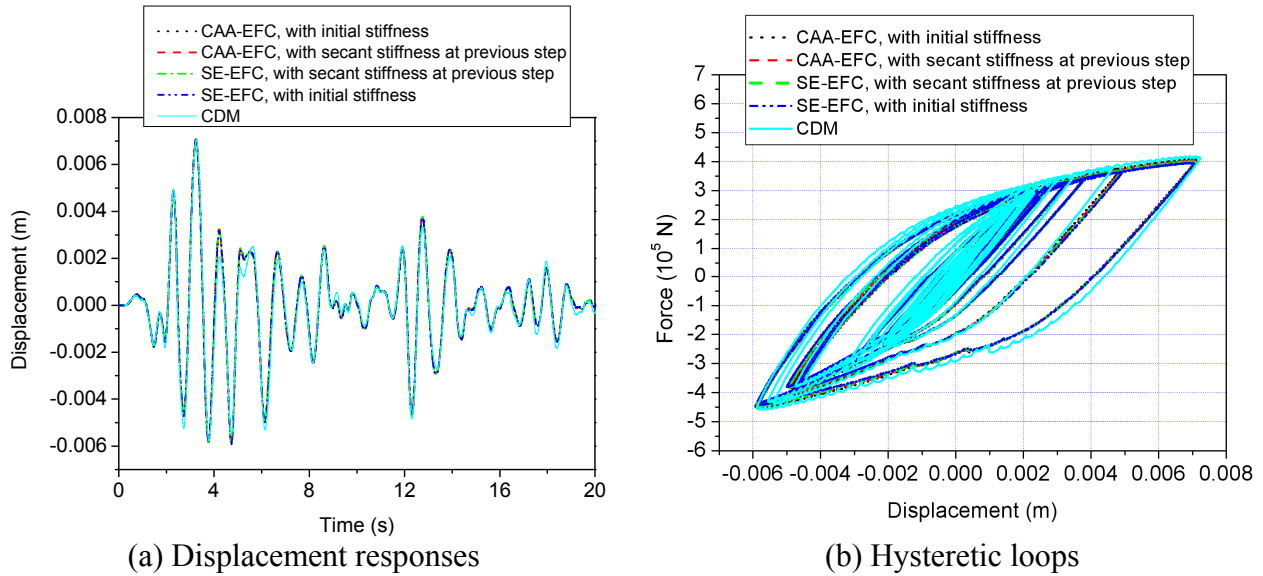 CAA-EFC, with initial stiffness
CAA-EFC, with secant stiffness at previous step
SE-EFC, with secant stiffness at previous step
SE-EFC, with initial stiffness
CDM
0.008
0.006
0.004
0.002
0.000
-0.002
-0.004
-0.006
Displacement (m)
0
4
8
12
16
20
Time (s)
(a) Displacement responses
CAA-EFC, with initial stiffness
CAA-EFC, with secant stiffness at previous step
SE-EFC, with secant stiffness at previous step
SE-EFC, with initial stiffness
CDM
7
6
5
4
3
2
1
0
-1
-2
-3
-4
-5
-6
Force (10⁵ N)
-0.006
-0.004
-0.002
0.000
0.002
0.004
0.006
0.008
Displacement (m)
(b) Hysteretic loops